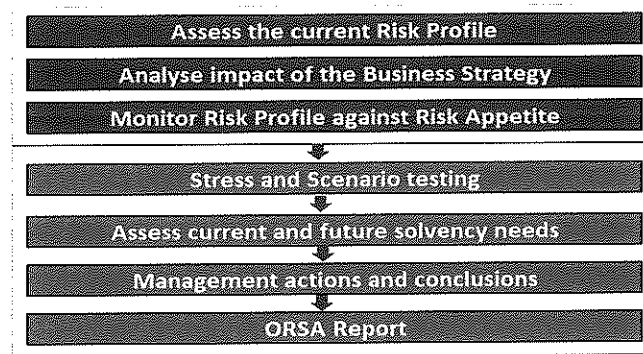 Assess the current Risk Profile
Analyse impact of the Business Strategy
Monitor Risk Profile against Risk Appetite
Stress and Scenario testing
Assess current and future solvency needs
Management actions and conclusions
ORSA Report